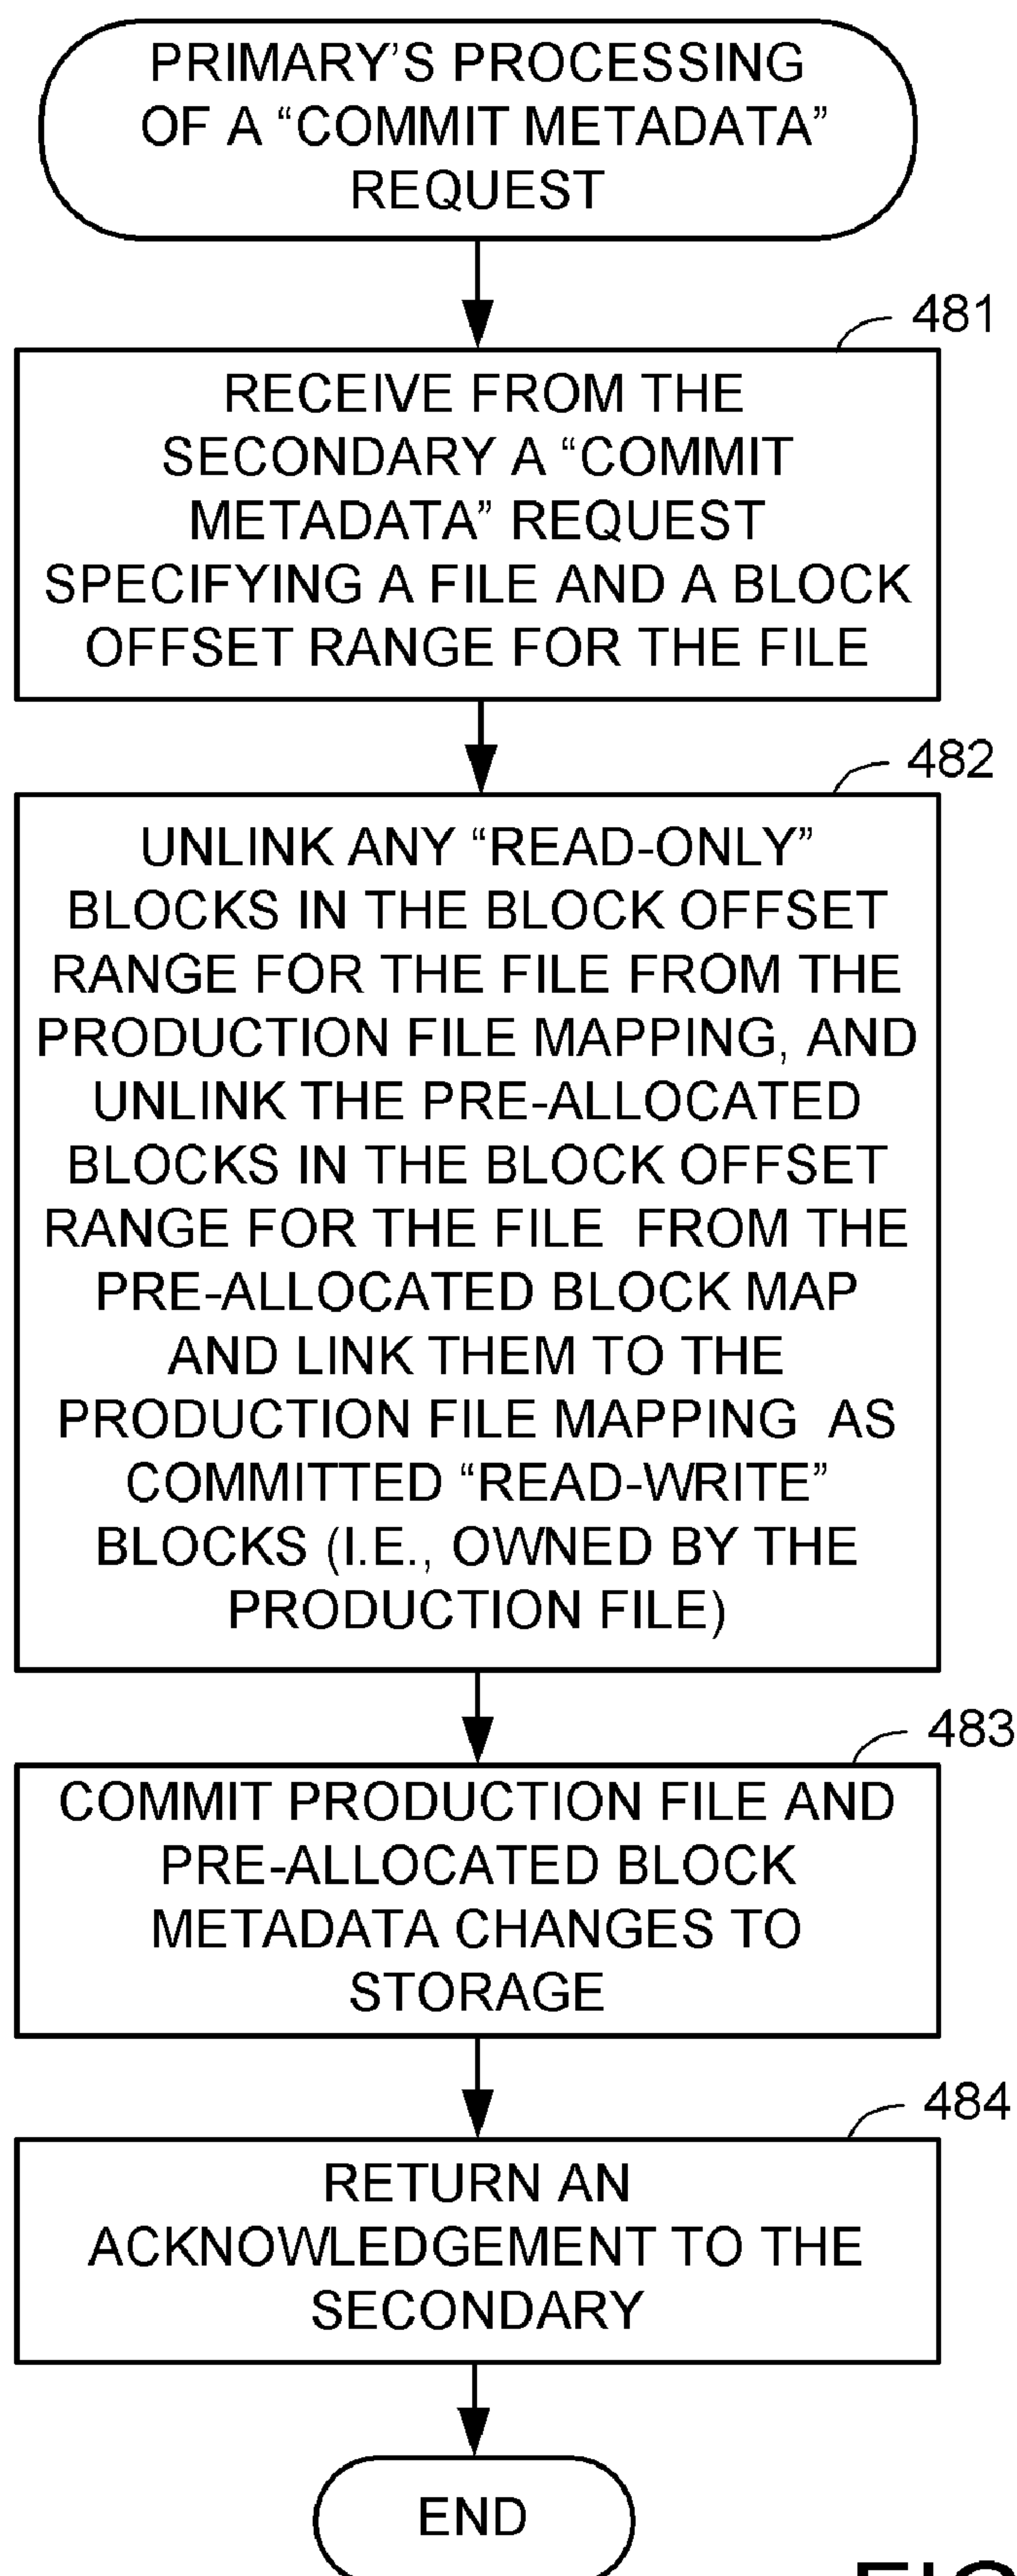 PRIMARY'S PROCESSING
OF A “COMMIT METADATA”
REQUEST
481
RECEIVE FROM THE
SECONDARY A “COMMIT
METADATA” REQUEST
SPECIFYING A FILE AND A BLOCK
OFFSET RANGE FOR THE FILE
482
UNLINK ANY “READ-ONLY”
BLOCKS IN THE BLOCK OFFSET
RANGE FOR THE FILE FROM THE
PRODUCTION FILE MAPPING, AND
UNLINK THE PRE-ALLOCATED
BLOCKS IN THE BLOCK OFFSET
RANGE FOR THE FILE FROM THE
PRE-ALLOCATED BLOCK MAP
AND LINK THEM TO THE
PRODUCTION FILE MAPPING AS
COMMITTED “READ-WRITE”
BLOCKS (I.E., OWNED BY THE
PRODUCTION FILE)
483
COMMIT PRODUCTION FILE AND
PRE-ALLOCATED BLOCK
METADATA CHANGES TO
STORAGE
484
RETURN AN
ACKNOWLEDGEMENT TO THE
SECONDARY
END